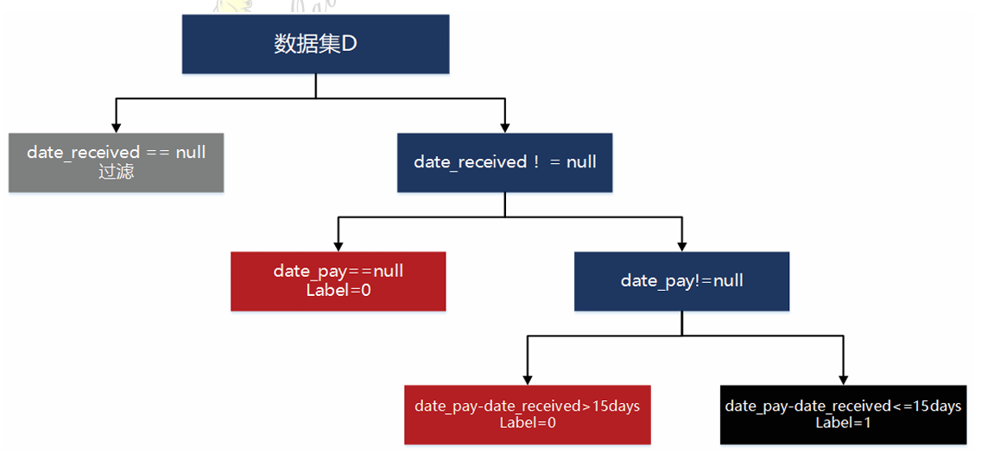 数据集D
date_received == null
过滤
date_received！= null
date_pay==null
Label=0
date_pay!=null
date_pay-date_received>15days
Label=0
date_pay-date_received<=15days
Label=1